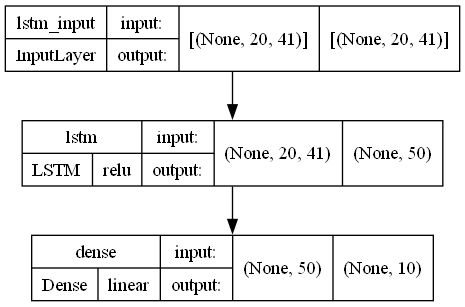 lstm_input input: [(None, 20, 41)] [(None, 20, 41)]
InputLayer output:
lstm input: (None, 20, 41) (None, 50)
LSTM relu output:
dense input: (None, 50) (None, 10)
Dense linear output: